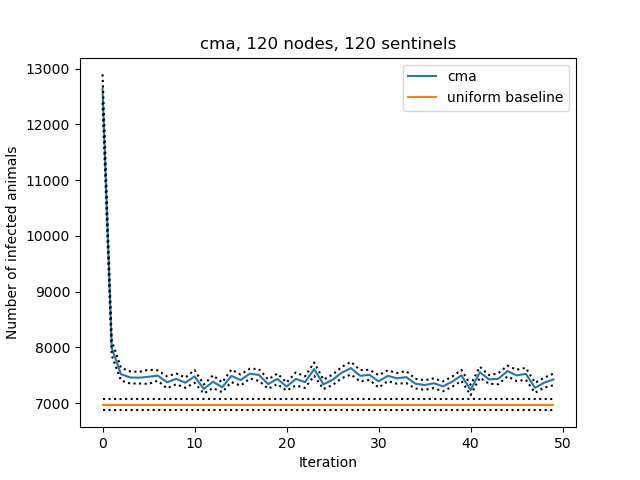 cma, 120 nodes, 120 sentinels
cma
uniform baseline
Number of infected animals
13000
12000
11000
10000
9000
8000
7000
0 10 20 30 40 50
Iteration